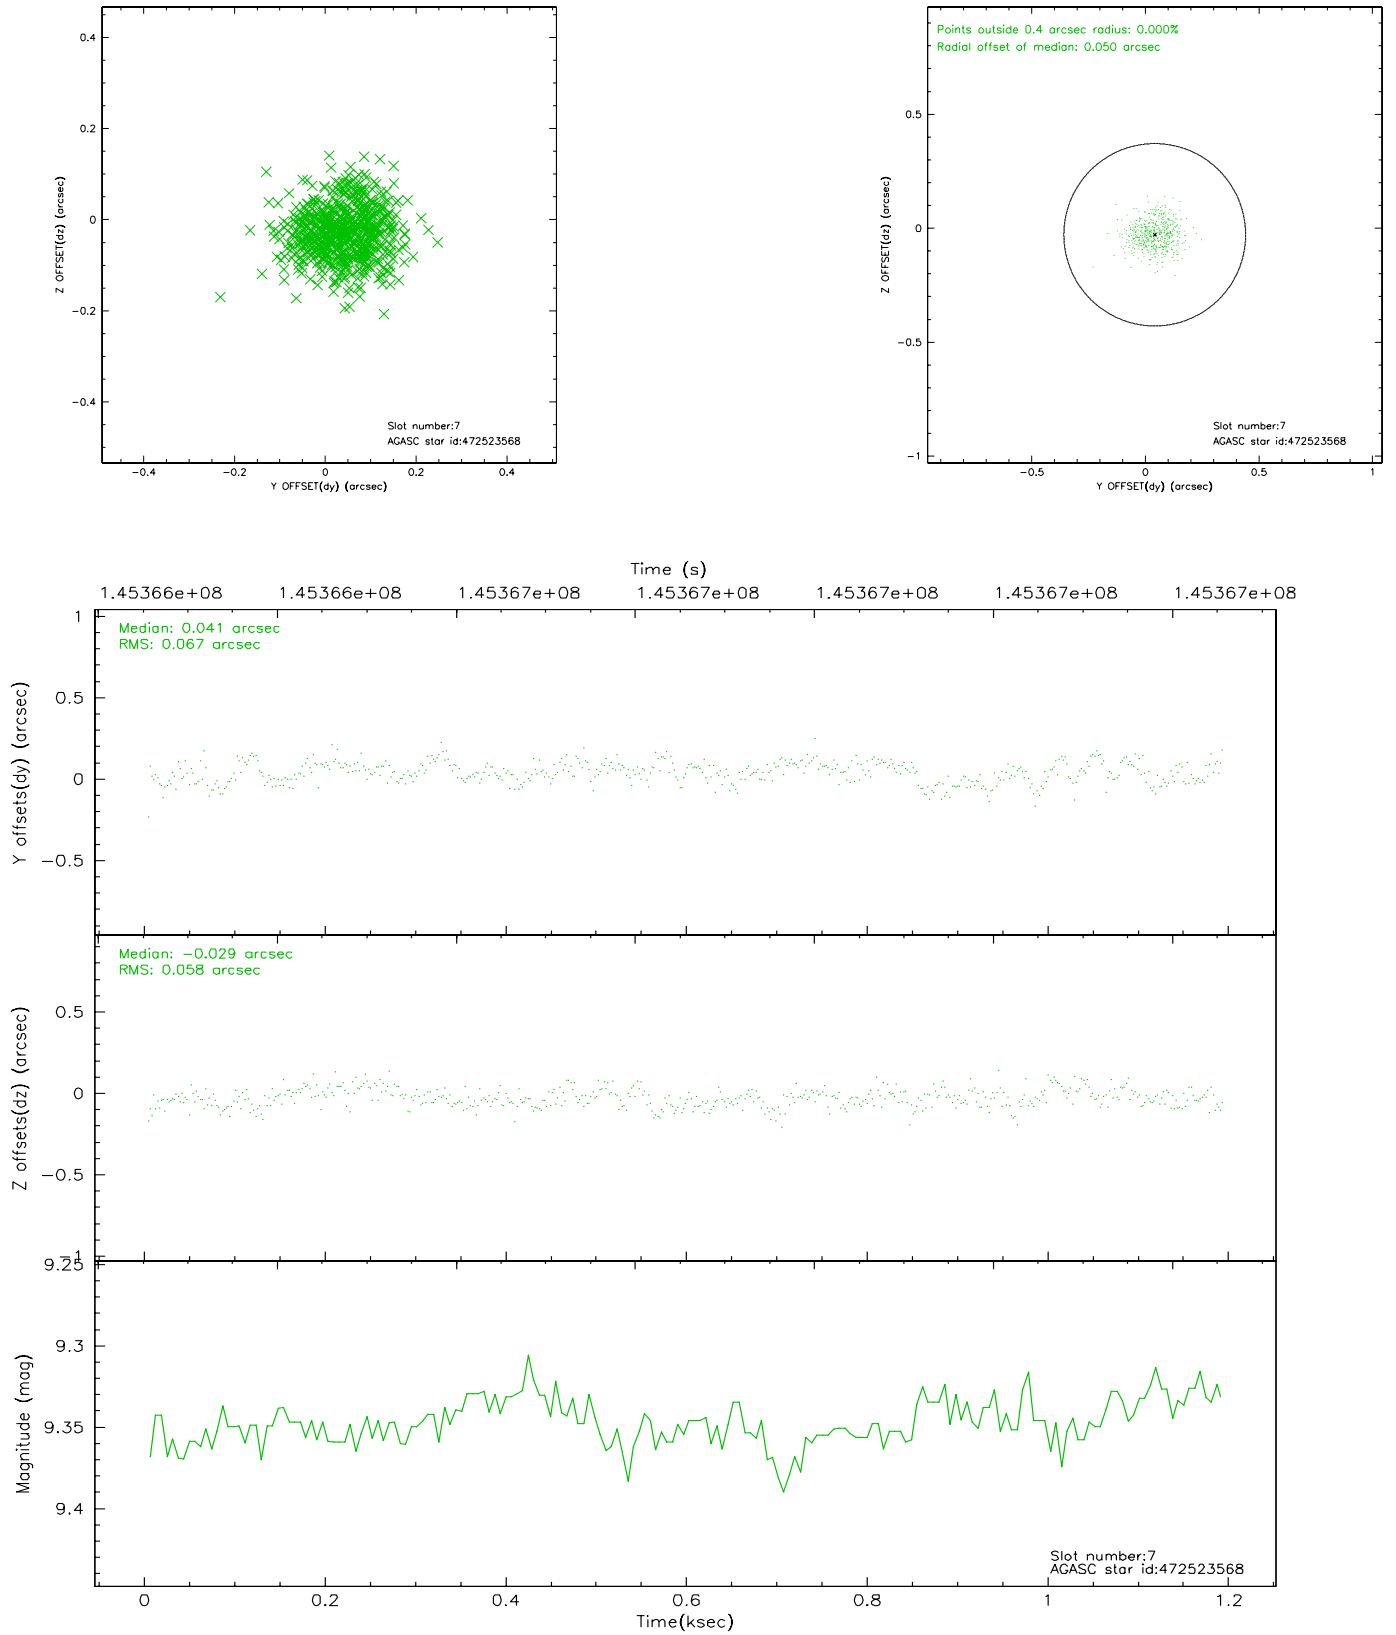 0.4
0.2
0
−0.2
−0.4
Z OFFSET(dz) (arcsec)
Slot number:7
AGASC star id:472523568
−0.4
−0.2
0
0.2
0.4
Y OFFSET(dy) (arcsec)
Points outside 0.4 arcsec radius: 0.000%
Radial offset of median: 0.050 arcsec
0.5
0
−0.5
−1
Z OFFSET(dz) (arcsec)
Slot number:7
AGASC star id:472523568
−0.5
0
0.5
1
Y OFFSET(dy) (arcsec)
Time (s)
1.45366e+08
1.45366e+08
1.45367e+08
1.45367e+08
1.45367e+08
1.45367e+08
1.45367e+08
Median: 0.041 arcsec
RMS: 0.067 arcsec
1
0.5
0
−0.5
Y offsets(dy) (arcsec)
Median: −0.029 arcsec
RMS: 0.058 arcsec
0.5
0
−0.5
−1
Z offsets(dz) (arcsec)
9.25
9.3
9.35
9.4
Magnitude (mag)
Slot number:7
AGASC star id:472523568
0
0.2
0.4
0.6
0.8
1
1.2
Time(ksec)